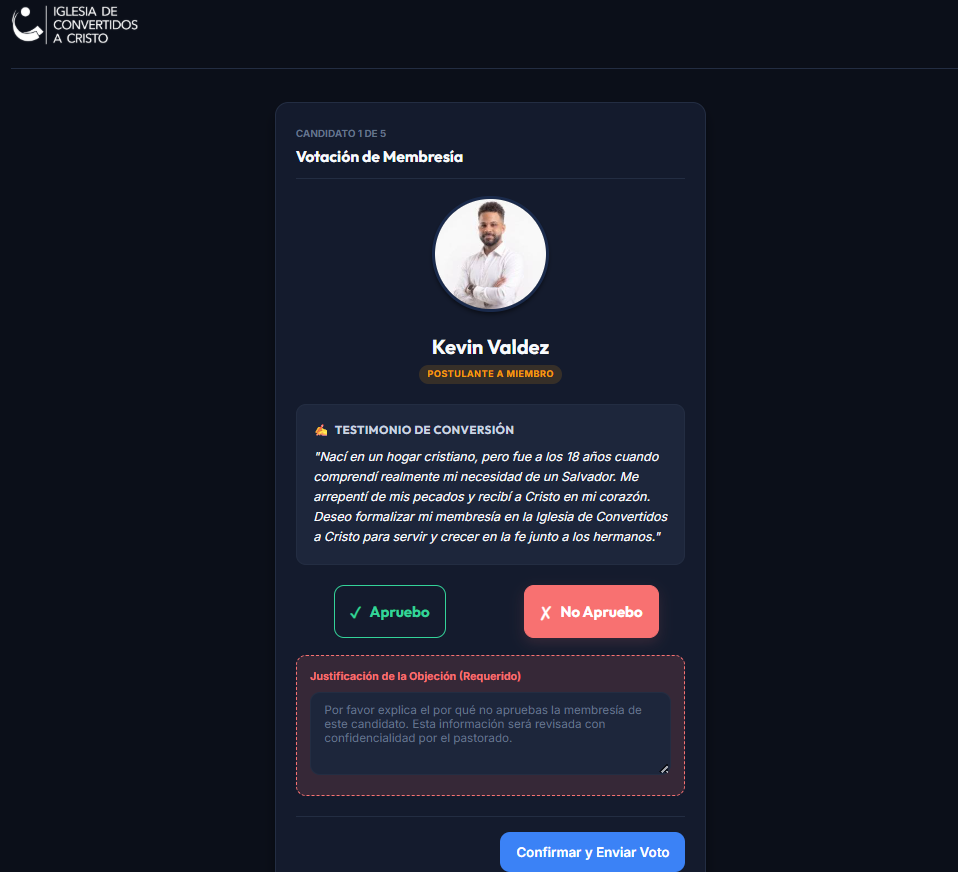 IGLESIA DE
CONVERTIDOS
A CRISTO
CANDIDATO 1 DE 5
Votación de Membresía
Kevin Valdez
POSTULANTE A MIEMBRO
✍ TESTIMONIO DE CONVERSIÓN
"Nací en un hogar cristiano, pero fue a los 18 años cuando
comprendí realmente mi necesidad de un Salvador. Me
arrepentí de mis pecados y recibí a Cristo en mi corazón.
Deseo formalizar mi membresía en la Iglesia de Convertidos
a Cristo para servir y crecer en la fe junto a los hermanos."
✓ Apruebo
✗ No Apruebo
Justificación de la Objeción (Requerido)
Por favor explica el por qué no apruebas la membresía de
este candidato. Esta información será revisada con
confidencialidad por el pastorado.
Confirmar y Enviar Voto